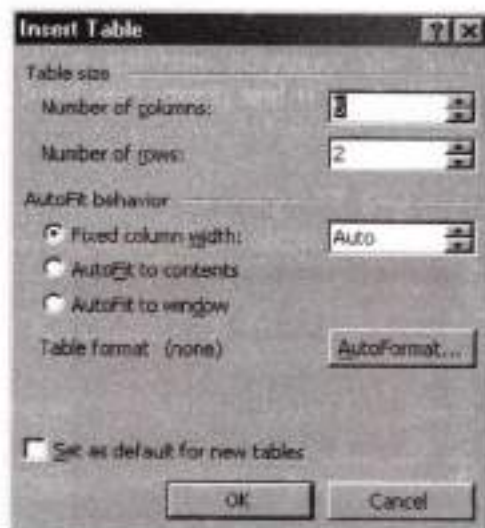 Insert Table
Table size
Number of columns:
Number of rows: 2
AutoFit behavior
Fixed column width: Auto
AutoFit to contents
AutoFit to window
Table format (none) AutoFormat...
Set as default for new tables
OK Cancel